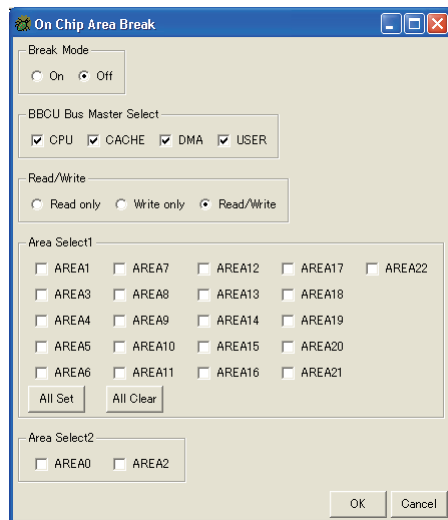 On Chip Area Break
Break Mode
On Off
BBCU Bus Master Select
CPU CACHE DMA USER
Read/Write
Read only Write only Read/Write
Area Select1
AREA1 AREA7 AREA12 AREA17 AREA22
AREA3 AREA8 AREA13 AREA18
AREA4 AREA9 AREA14 AREA19
AREA5 AREA10 AREA15 AREA20
AREA6 AREA11 AREA16 AREA21
All Set All Clear
Area Select2
AREA0 AREA2
OK Cancel